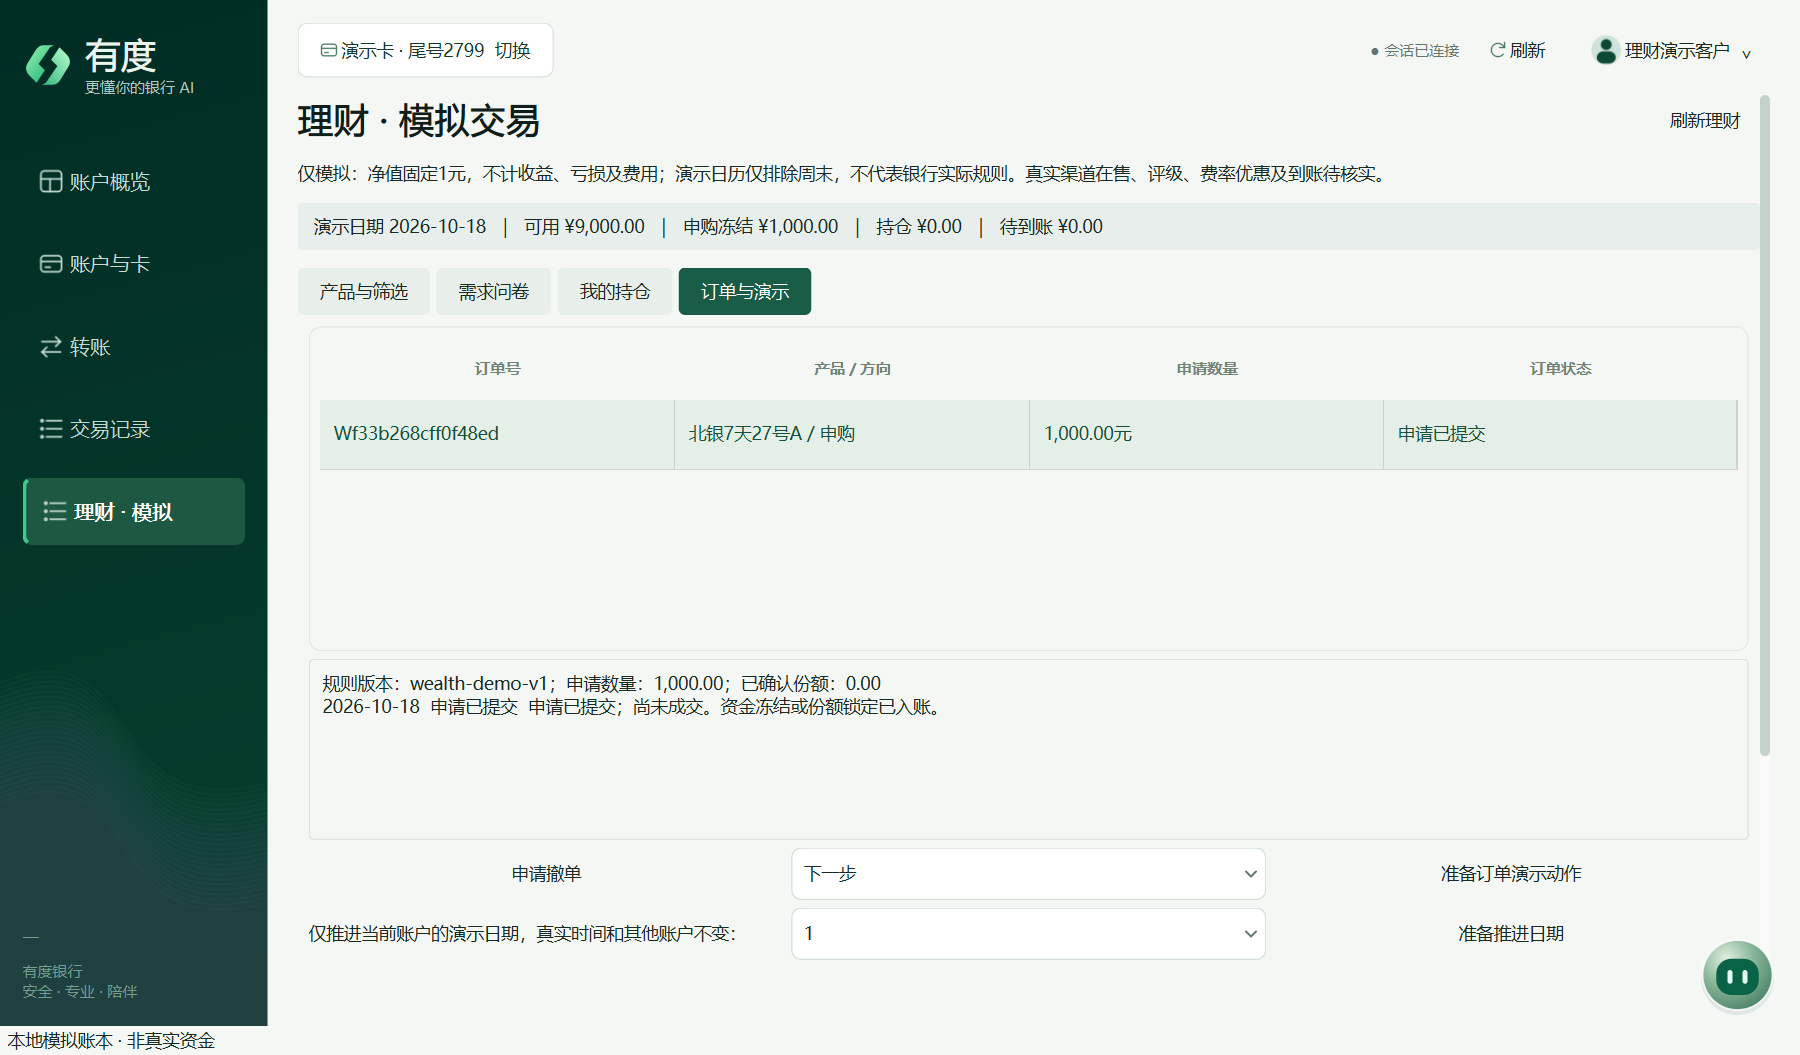 有度
更懂你的银行 AI
演示卡 · 尾号2799 切换
会话已连接
刷新
理财演示客户
账户概览
账户与卡
转账
交易记录
理财 · 模拟
理财 · 模拟交易
刷新理财
仅模拟：净值固定1元，不计收益、亏损及费用；演示日历仅排除周末，不代表银行实际规则。真实渠道在售、评级、费率优惠及到账待核实。
演示日期 2026-10-18 | 可用 ¥9,000.00 | 申购冻结 ¥1,000.00 | 持仓 ¥0.00 | 待到账 ¥0.00
产品与筛选
需求问卷
我的持仓
订单与演示
订单号 产品 / 方向 申请数量 订单状态
Wf33b268cff0f48ed 北银7天27号A / 申购 1,000.00元 申请已提交
规则版本：wealth-demo-v1；申请数量：1,000.00；已确认份额：0.00
2026-10-18 申请已提交 申请已提交；尚未成交。资金冻结或份额锁定已入账。
申请撤单 下一步 准备订单演示动作
仅推进当前账户的演示日期，真实时间和其他账户不变： 1 准备推进日期
有度银行
安全 · 专业 · 陪伴
本地模拟账本 · 非真实资金